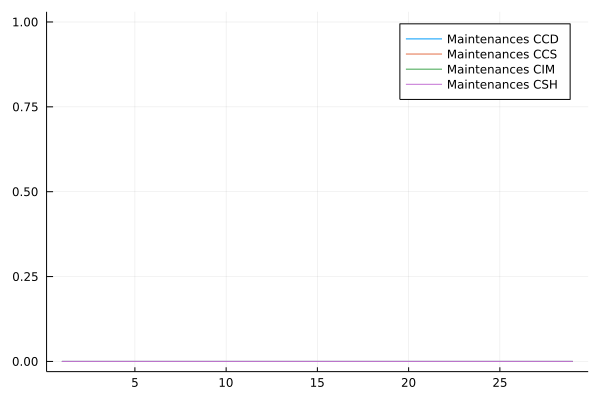 1.00
Maintenances CCD
Maintenances CCS
Maintenances CIM
Maintenances CSH
0.75
0.50
0.25
0.00
5 10 15 20 25